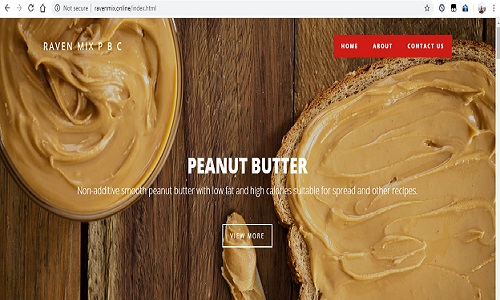 Not secure | ravenmix.online/index.html
RAVEN MIX P B C
HOME ABOUT CONTACT US
PEANUT BUTTER
Non-additive smooth peanut butter with low fat and high calories suitable for spread and other recipes.
VIEW MORE